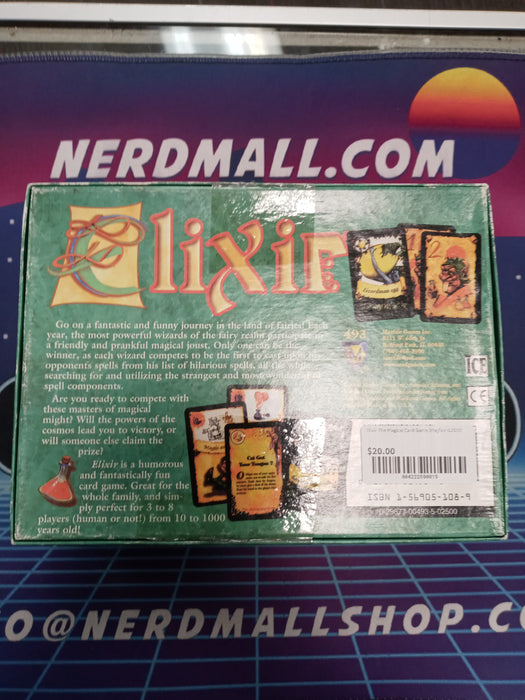 NERDMALL.COM
Elixir
Go on a fantastic and funny journey in the land of fairies! Each
year, the most powerful wizards of the fairy realm participate in
a friendly and prankful magical joust. Only one can be the
winner, as each wizard competes to be the first to cast upon his
opponents spells from his list of hilarious spells, all the while
searching for and utilizing the strangest and most wonderful of
spell components.
Are you ready to compete with
these masters of magical
might? Will the powers of the
cosmos lead you to victory, or
will someone else claim the
prize?
Elixir is a humorous
and fantastically fun
card game. Great for the
whole family, and sim-
ply perfect for 3 to 8
players (human or not!) from 10 to 1000
years old!
493
M
Mayfair Games Inc.
ICE
CE
Cat Got
Your Tongue ?
$20.00
ISBN 1-56905-108-9
@NERDMALLSHOP.C